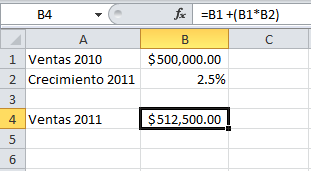 B4 fx =B1+(B1*B2)
A B C
1 Ventas 2010 $500,000.00
2 Crecimiento 2011 2.5%
3
4 Ventas 2011 $512,500.00
5
6